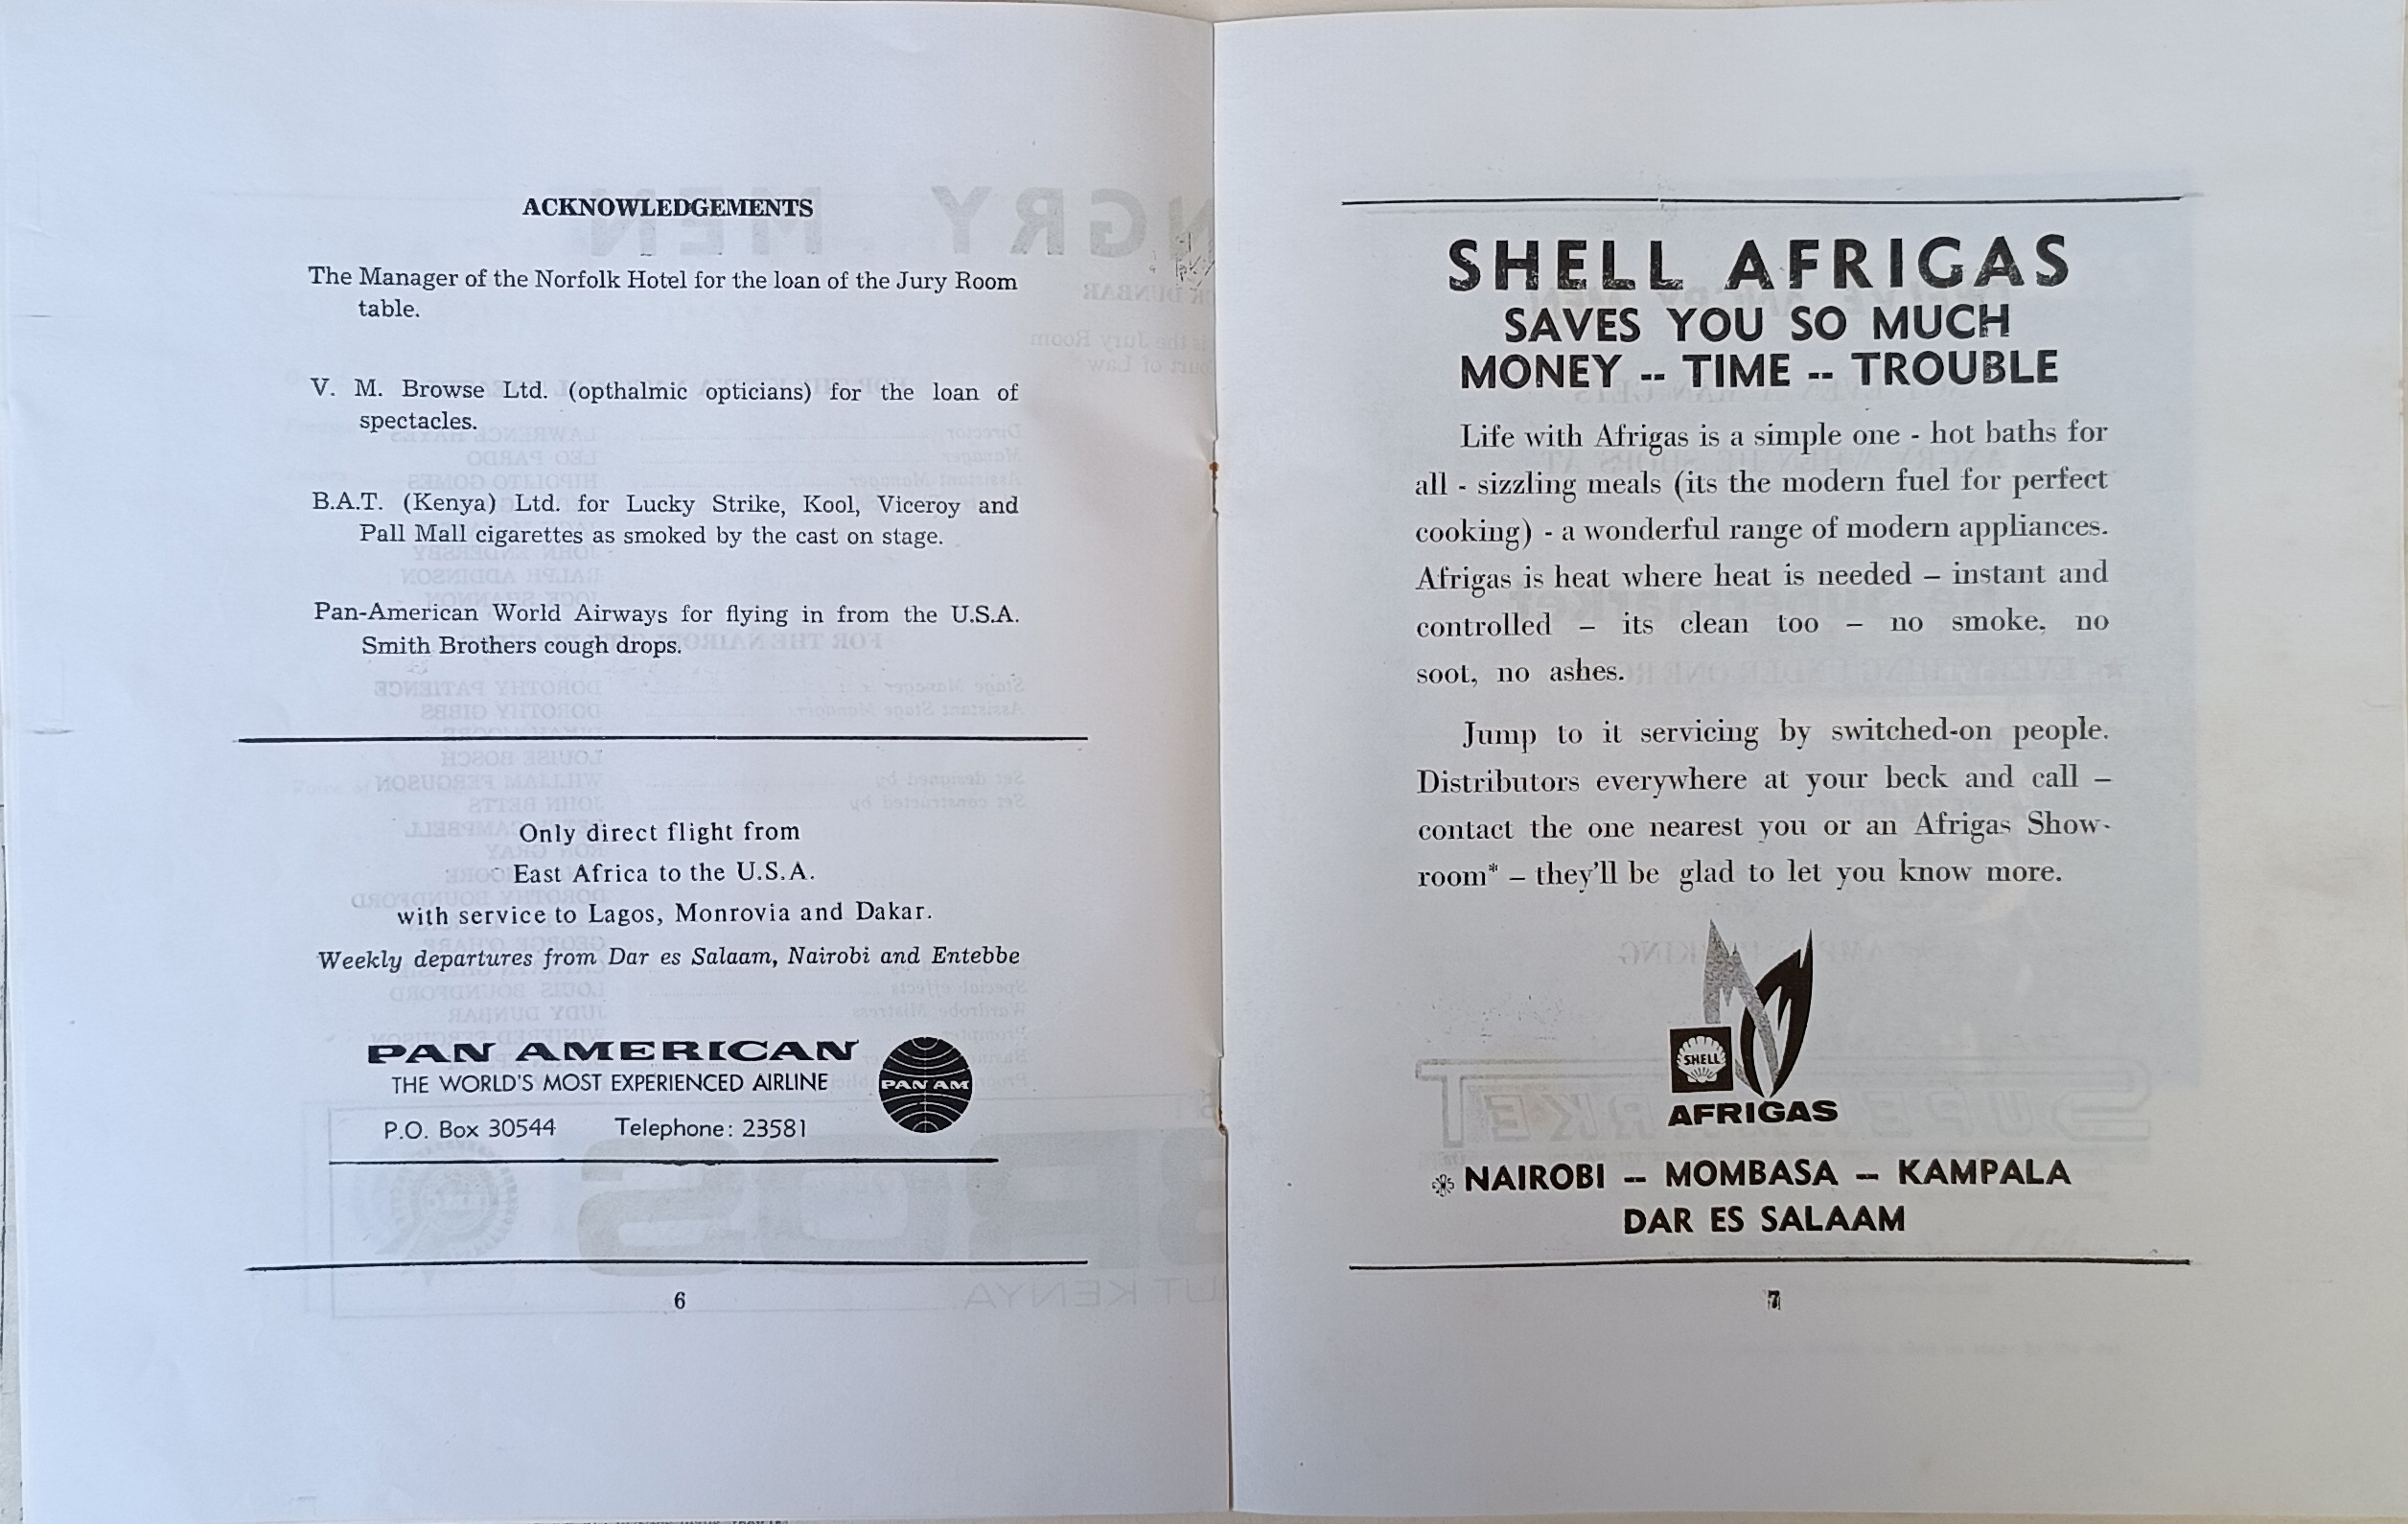 ACKNOWLEDGEMENTS
The Manager of the Norfolk Hotel for the loan of the Jury Room
table.
V. M. Browse Ltd. (opthalmic opticians) for the loan of
spectacles.
B.A.T. (Kenya) Ltd. for Lucky Strike, Kool, Viceroy and
Pall Mall cigarettes as smoked by the cast on stage.
Pan-American World Airways for flying in from the U.S.A.
Smith Brothers cough drops.
Only direct flight from
East Africa to the U.S.A.
with service to Lagos, Monrovia and Dakar.
Weekly departures from Dar es Salaam, Nairobi and Entebbe
PAN AMERICAN
THE WORLD'S MOST EXPERIENCED AIRLINE
PAN AM
P.O. Box 30544 Telephone: 23581
6
SHELL AFRIGAS
SAVES YOU SO MUCH
MONEY -- TIME -- TROUBLE
Life with Afrigas is a simple one - hot baths for
all - sizzling meals (its the modern fuel for perfect
cooking) - a wonderful range of modern appliances.
Afrigas is heat where heat is needed – instant and
controlled – its clean too – no smoke, no
soot, no ashes.
Jump to it servicing by switched-on people.
Distributors everywhere at your beck and call –
contact the one nearest you or an Afrigas Show-
room* – they'll be glad to let you know more.
SHELL
AFRIGAS
* NAIROBI -- MOMBASA -- KAMPALA
DAR ES SALAAM
7